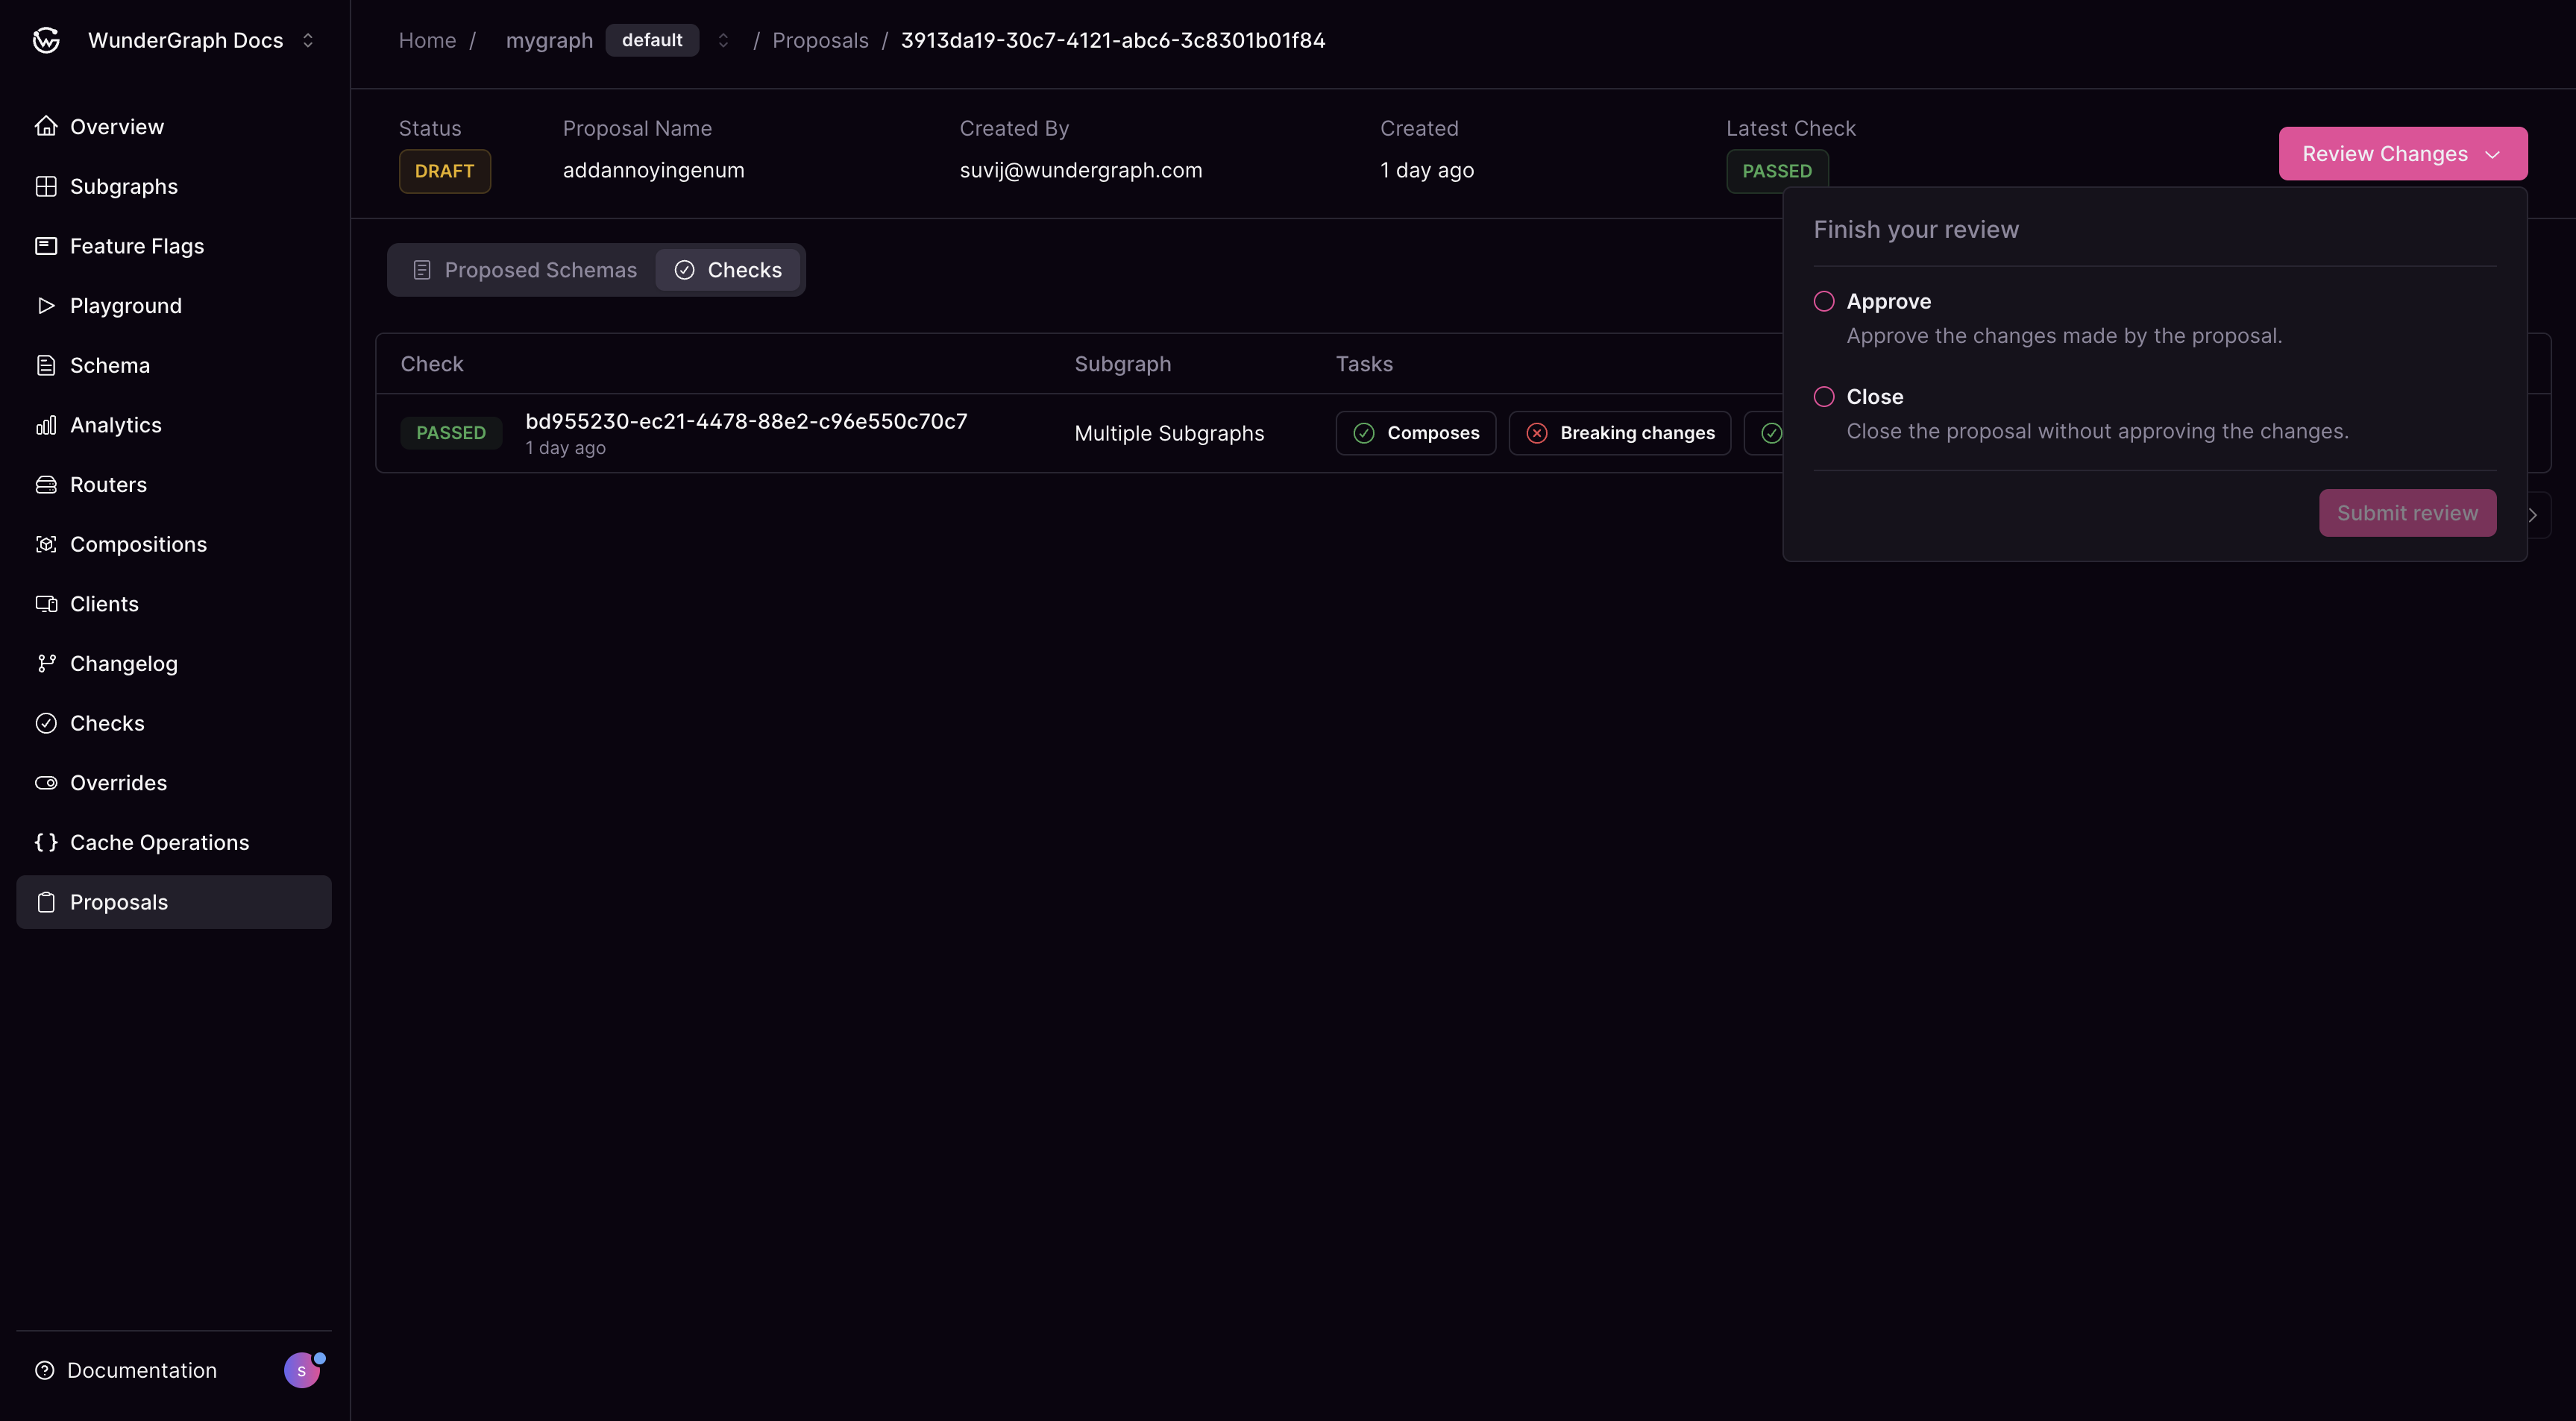 WunderGraph Docs
Home / mygraph default / Proposals / 3913da19-30c7-4121-abc6-3c8301b01f84
Overview
Subgraphs
Feature Flags
Playground
Schema
Analytics
Routers
Compositions
Clients
Changelog
Checks
Overrides
Cache Operations
Proposals
Documentation
s
Status
DRAFT
Proposal Name
addannoyingenum
Created By
suvij@wundergraph.com
Created
1 day ago
Latest Check
PASSED
Review Changes
Proposed Schemas
Checks
Check Subgraph Tasks
PASSED
bd955230-ec21-4478-88e2-c96e550c70c7
1 day ago
Multiple Subgraphs
Composes
Breaking changes
Finish your review
Approve
Approve the changes made by the proposal.
Close
Close the proposal without approving the changes.
Submit review